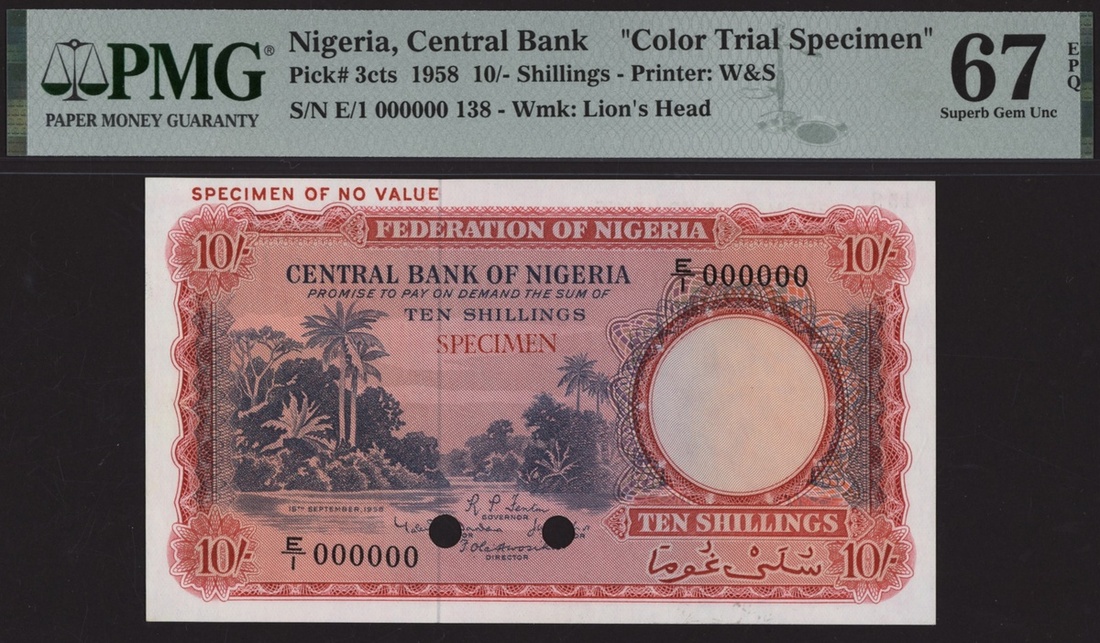 PMG®
PAPER MONEY GUARANTY
Nigeria, Central Bank "Color Trial Specimen"
Pick# 3cts 1958 10/- Shillings - Printer: W&S
S/N E/1 000000 138 - Wmk: Lion's Head
67
EPQ
Superb Gem Unc
SPECIMEN OF NO VALUE
FEDERATION OF NIGERIA
10/-
10/-
CENTRAL BANK OF NIGERIA
E/1 000000
PROMISE TO PAY ON DEMAND THE SUM OF
TEN SHILLINGS
SPECIMEN
15TH SEPTEMBER, 1958
GOVERNOR
DIRECTOR
E/1 000000
TEN SHILLINGS
10/-
10/-